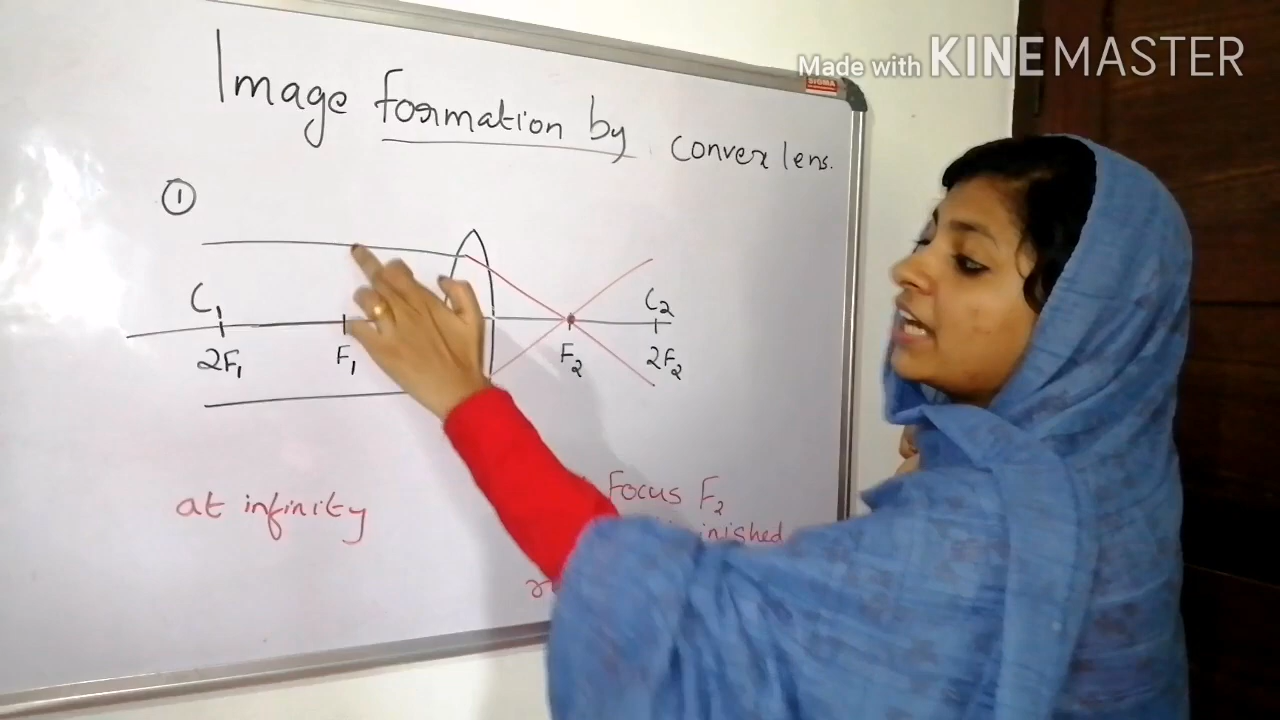 Made with KINEMASTER
SIGMA
Image formation by convex lens.
1
C1
C2
2F1
F1
F2
2F2
at infinity
Focus F2